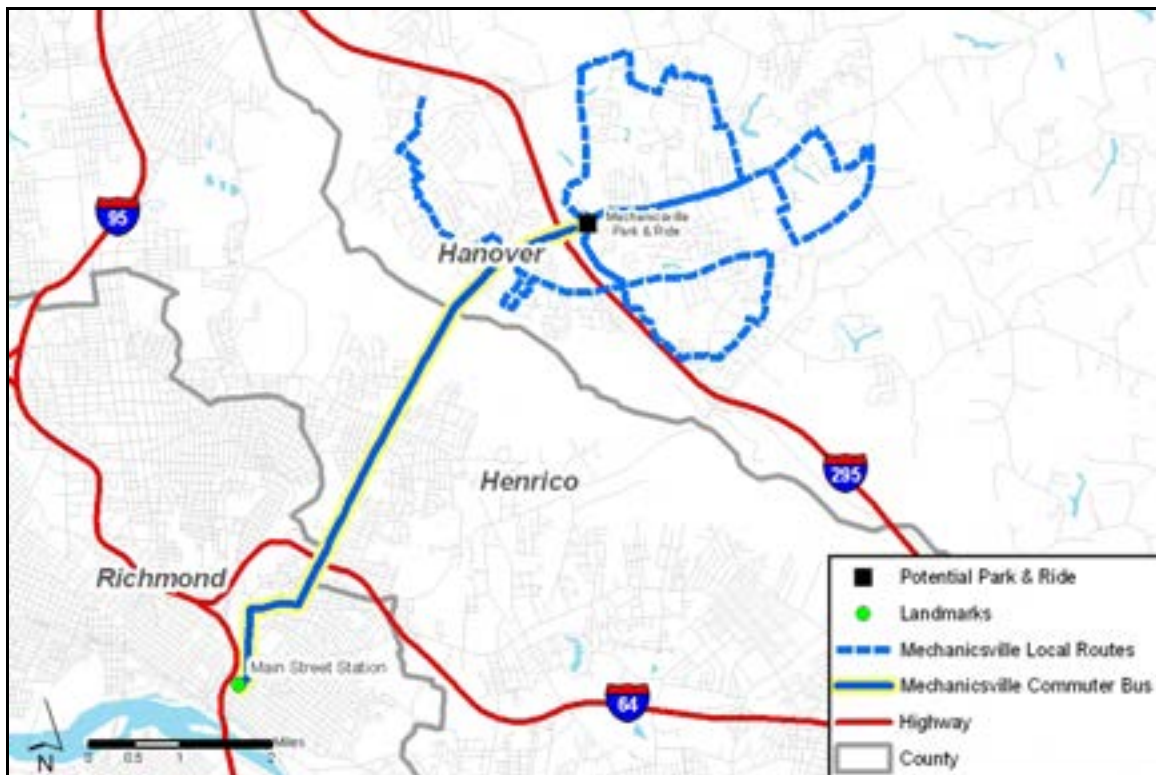 95
Mechanicsville
Park & Ride
Hanover
Henrico
295
Richmond
Main Street Station
64
N
0 0.5 1 2
Miles
Potential Park & Ride
Landmarks
Mechanicsville Local Routes
Mechanicsville Commuter Bus
Highway
County